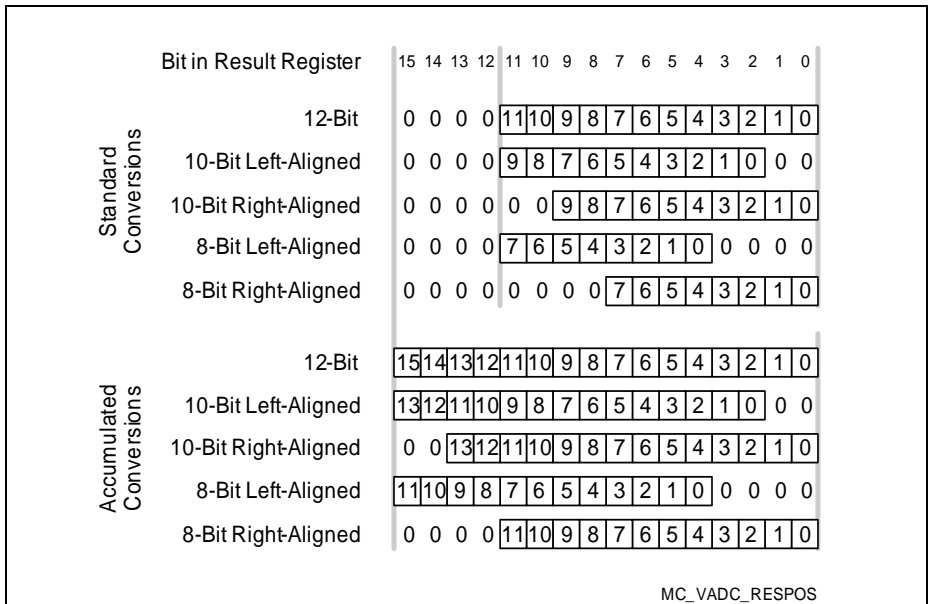 Bit in Result Register 15 14 13 12 11 10 9 8 7 6 5 4 3 2 1 0
Standard Conversions
12-Bit 0 0 0 0 11 10 9 8 7 6 5 4 3 2 1 0
10-Bit Left-Aligned 0 0 0 0 9 8 7 6 5 4 3 2 1 0 0 0
10-Bit Right-Aligned 0 0 0 0 0 0 9 8 7 6 5 4 3 2 1 0
8-Bit Left-Aligned 0 0 0 0 7 6 5 4 3 2 1 0 0 0 0 0
8-Bit Right-Aligned 0 0 0 0 0 0 0 0 7 6 5 4 3 2 1 0
Accumulated Conversions
12-Bit 15 14 13 12 11 10 9 8 7 6 5 4 3 2 1 0
10-Bit Left-Aligned 13 12 11 10 9 8 7 6 5 4 3 2 1 0 0 0
10-Bit Right-Aligned 0 0 13 12 11 10 9 8 7 6 5 4 3 2 1 0
8-Bit Left-Aligned 11 10 9 8 7 6 5 4 3 2 1 0 0 0 0 0
8-Bit Right-Aligned 0 0 0 0 11 10 9 8 7 6 5 4 3 2 1 0
MC_VADC_RESPOS